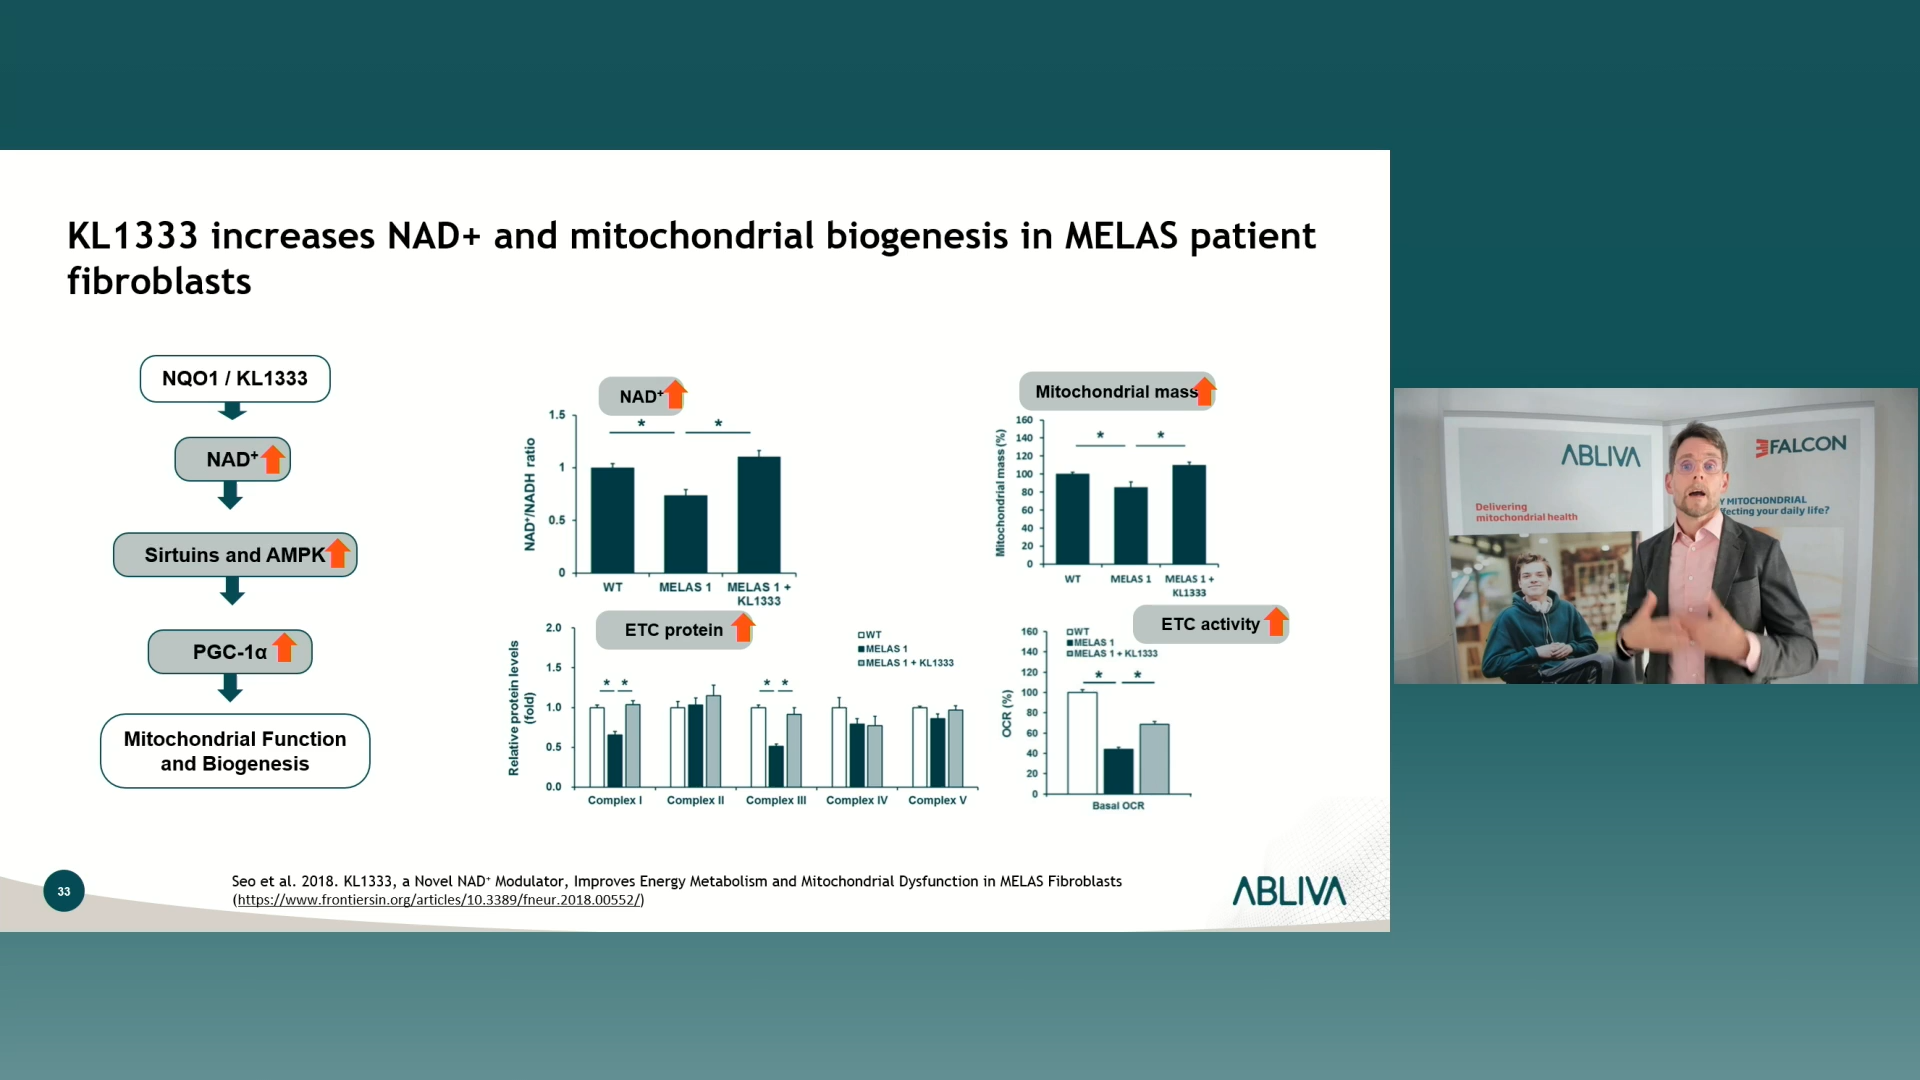 KL1333 increases NAD+ and mitochondrial biogenesis in MELAS patient
fibroblasts
NQO1 / KL1333
NAD⁺
Sirtuins and AMPK
PGC-1α
Mitochondrial Function
and Biogenesis
NAD⁺
NAD⁺/NADH ratio
1.5
1
0.5
0
* *
WT MELAS 1 MELAS 1 +
KL1333
Mitochondrial mass
Mitochondrial mass (%)
160
140
120
100
80
60
40
20
0
* *
WT MELAS 1 MELAS 1 +
KL1333
ETC protein
Relative protein levels
(fold)
2.0
1.5
1.0
0.5
0.0
WT
MELAS 1
MELAS 1 + KL1333
* * * *
Complex I Complex II Complex III Complex IV Complex V
ETC activity
OCR (%)
160
140
120
100
80
60
40
20
0
WT
MELAS 1
MELAS 1 + KL1333
* *
Basal OCR
33
Seo et al. 2018. KL1333, a Novel NAD⁺ Modulator, Improves Energy Metabolism and Mitochondrial Dysfunction in MELAS Fibroblasts
(https://www.frontiersin.org/articles/10.3389/fneur.2018.00552/)
ABLIVA
ABLIVA
Delivering
mitochondrial health
FALCON
MITOCHONDRIAL
your daily life?